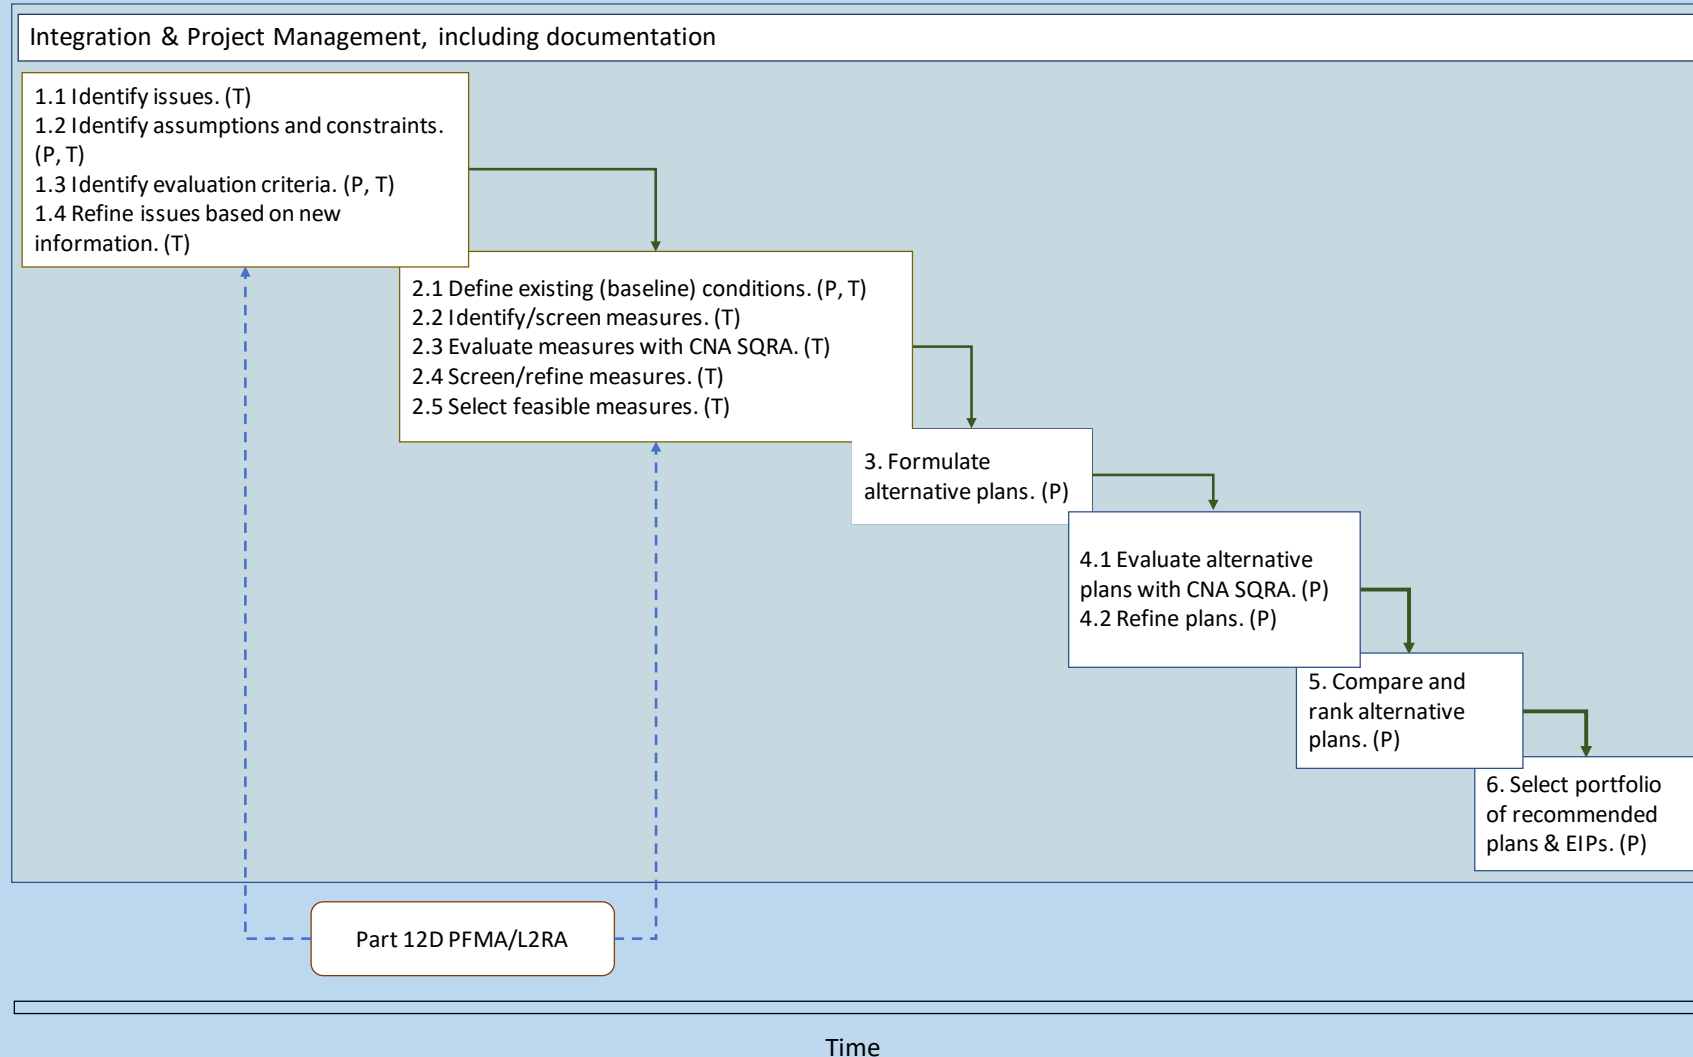 Integration & Project Management, including documentation
1.1 Identify issues. (T)
1.2 Identify assumptions and constraints.
(P, T)
1.3 Identify evaluation criteria. (P, T)
1.4 Refine issues based on new
information. (T)
2.1 Define existing (baseline) conditions. (P, T)
2.2 Identify/screen measures. (T)
2.3 Evaluate measures with CNA SQRA. (T)
2.4 Screen/refine measures. (T)
2.5 Select feasible measures. (T)
3. Formulate
alternative plans. (P)
4.1 Evaluate alternative
plans with CNA SQRA. (P)
4.2 Refine plans. (P)
5. Compare and
rank alternative
plans. (P)
6. Select portfolio
of recommended
plans & EIPs. (P)
Part 12D PFMA/L2RA
Time